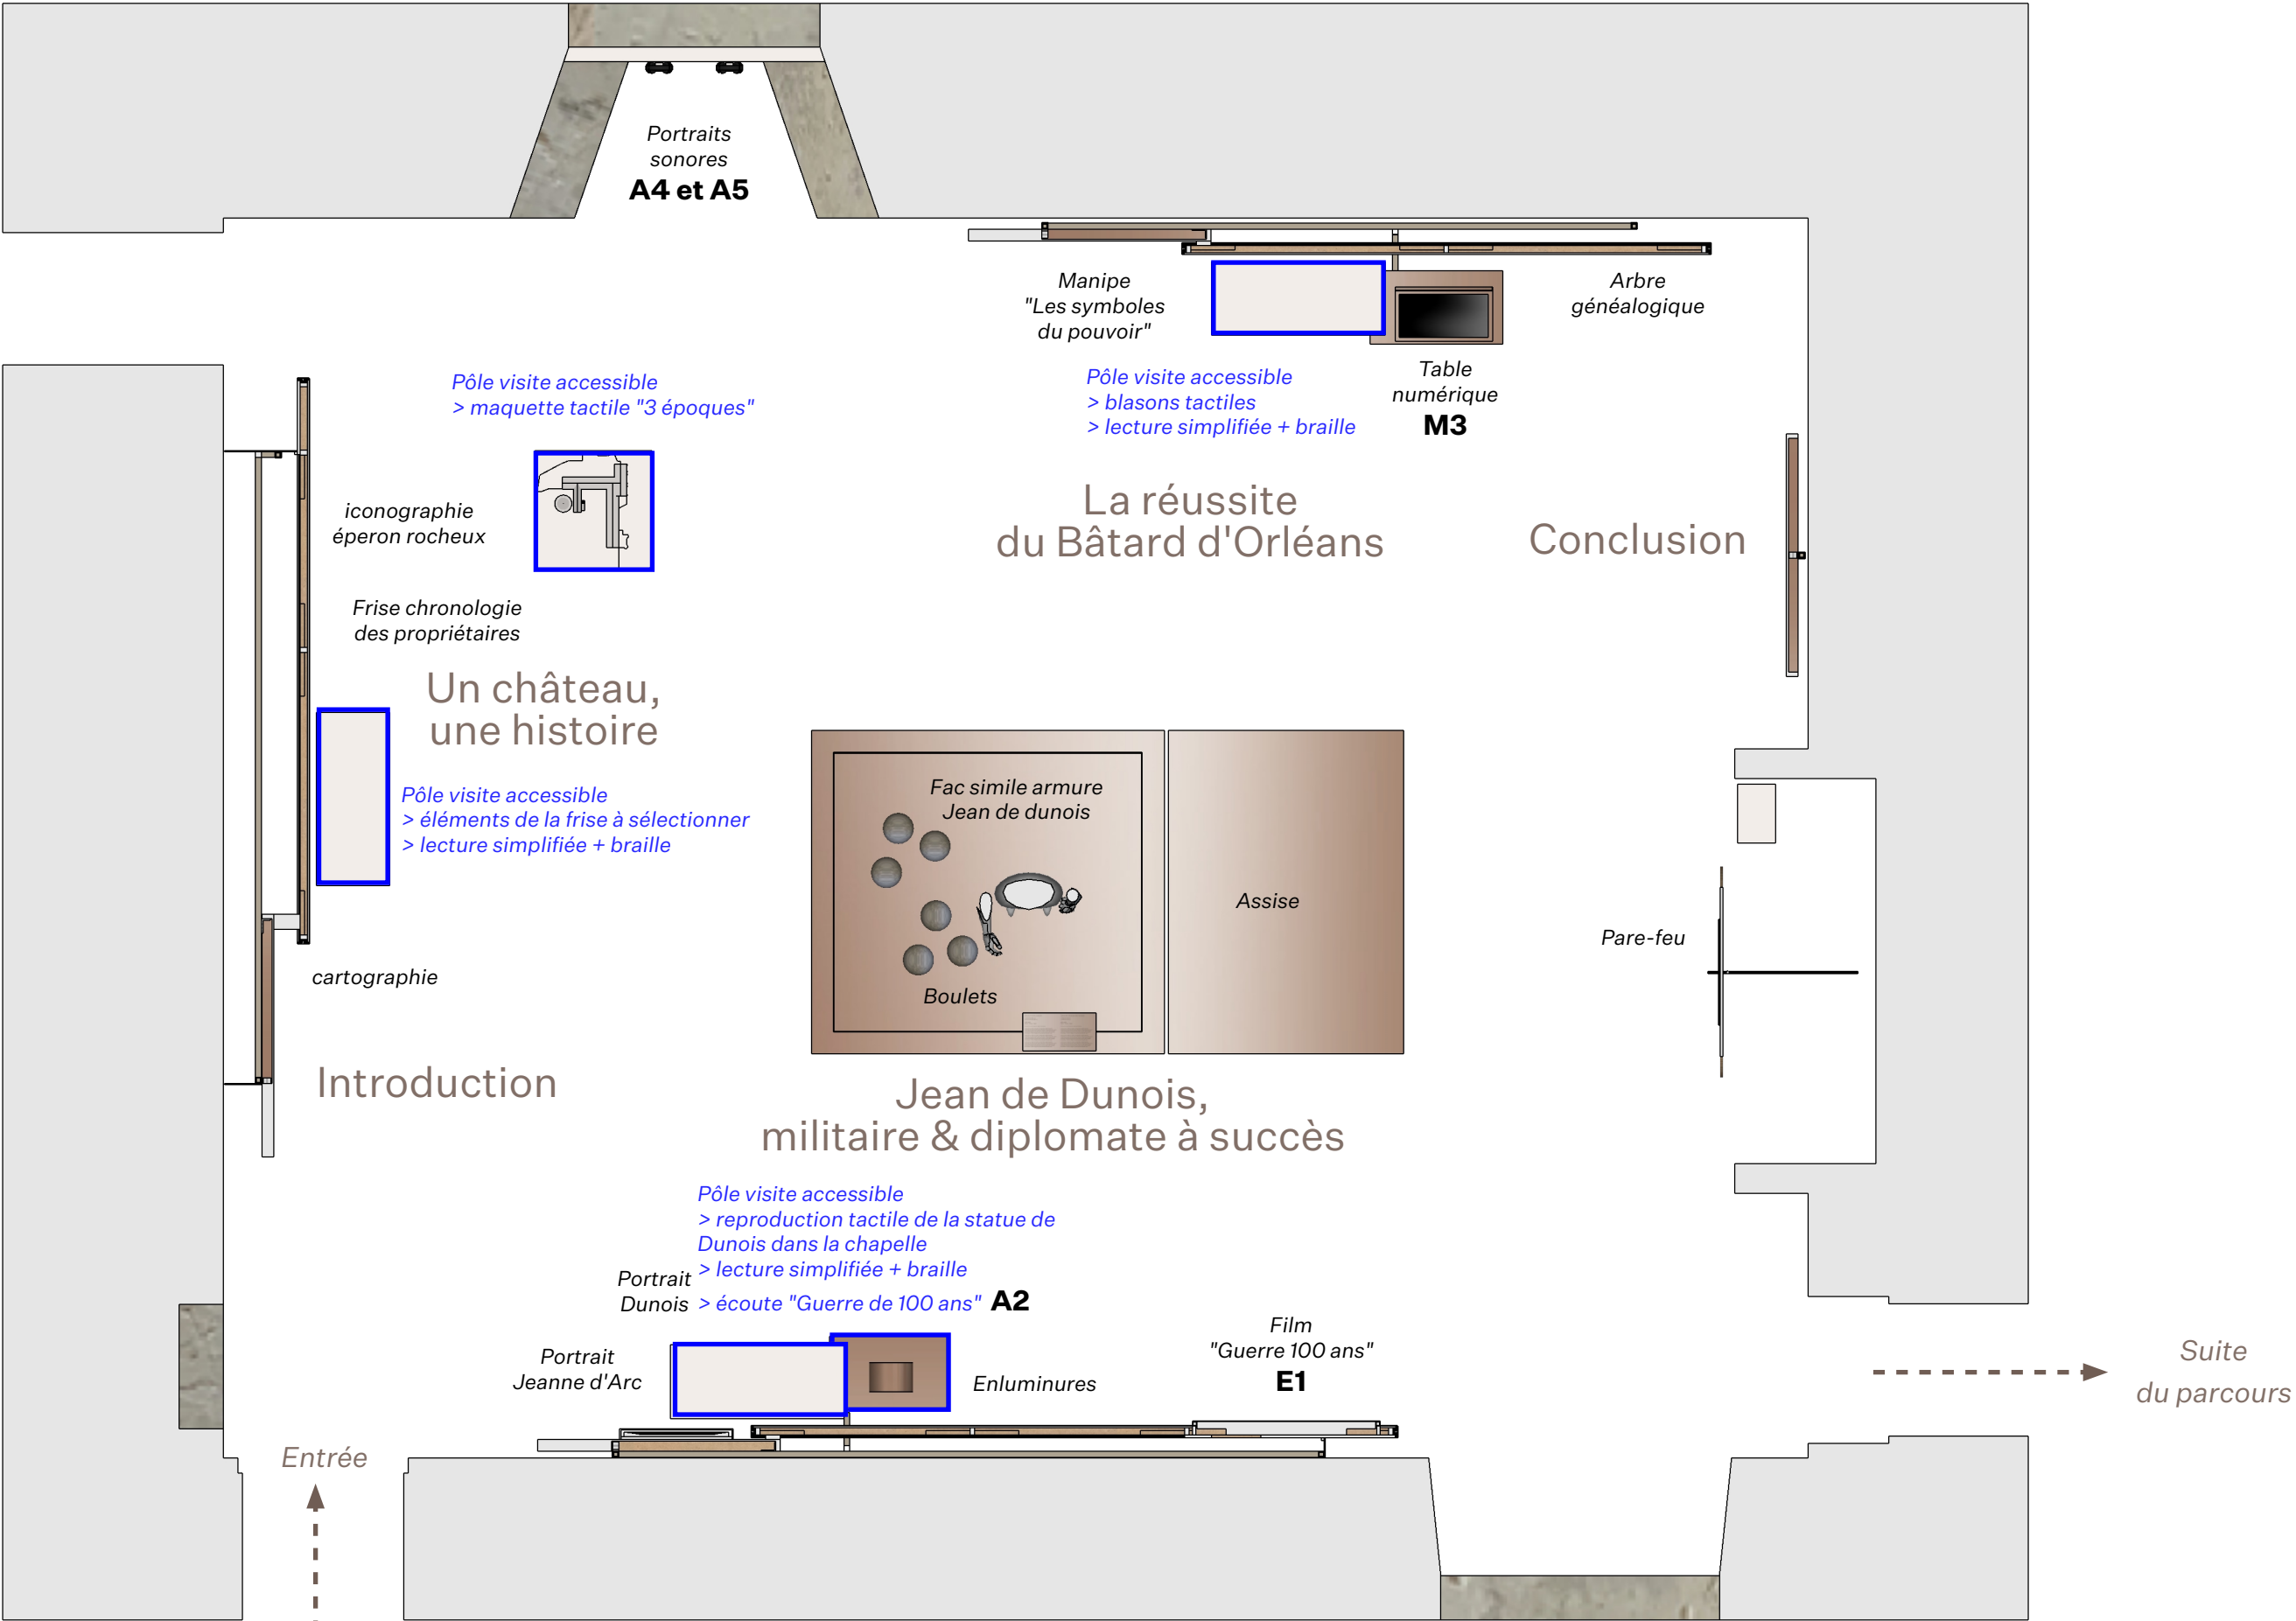 Portraits
sonores
A4 et A5
Manipe
"Les symboles
du pouvoir"
Arbre
généalogique
Table
numérique
M3
Pôle visite accessible
> maquette tactile "3 époques"
Pôle visite accessible
> blasons tactiles
> lecture simplifiée + braille
iconographie
éperon rocheux
La réussite
du Bâtard d'Orléans
Conclusion
Frise chronologie
des propriétaires
Un château,
une histoire
Pôle visite accessible
> éléments de la frise à sélectionner
> lecture simplifiée + braille
Fac simile armure
Jean de dunois
Assise
Boulets
Pare-feu
cartographie
Introduction
Jean de Dunois,
militaire & diplomate à succès
Pôle visite accessible
> reproduction tactile de la statue de
Dunois dans la chapelle
> lecture simplifiée + braille
> écoute "Guerre de 100 ans" A2
Portrait
Dunois
Portrait
Jeanne d'Arc
Enluminures
Film
"Guerre 100 ans"
E1
Suite
du parcours
Entrée